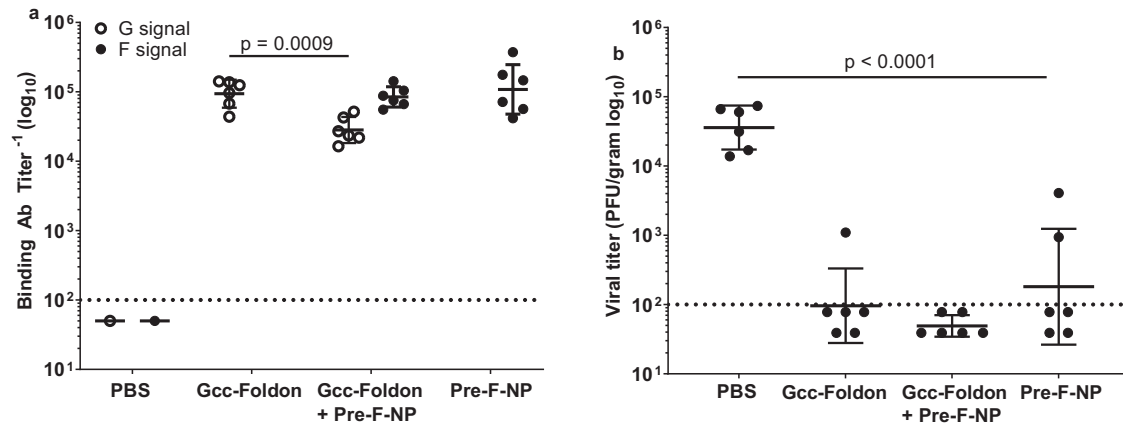 a
G signal
F signal
p = 0.0009
Binding Ab Titer ⁻¹ (log₁₀)
10⁶
10⁵
10⁴
10³
10²
10¹
PBS
Gcc-Foldon
Gcc-Foldon
+ Pre-F-NP
Pre-F-NP
b
p < 0.0001
Viral titer (PFU/gram log₁₀)
10⁵
10⁴
10³
10²
10¹
PBS
Gcc-Foldon
Gcc-Foldon
+ Pre-F-NP
Pre-F-NP